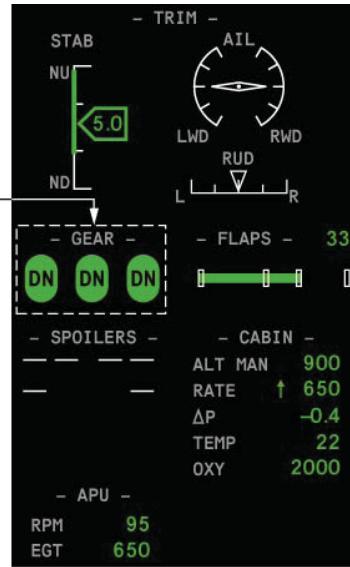 - TRIM -
STAB
AIL
NU
5.0
LWD RWD
RUD
ND
L R
- GEAR -
DN DN DN
- FLAPS - 33
- SPOILERS -
- CABIN -
ALT MAN 900
RATE ↑ 650
ΔP -0.4
TEMP 22
OXY 2000
- APU -
RPM 95
EGT 650